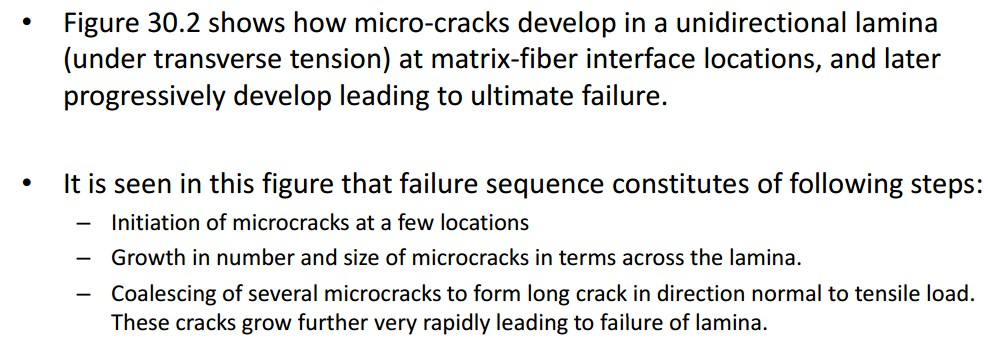 • Figure 30.2 shows how micro-cracks develop in a unidirectional lamina
(under transverse tension) at matrix-fiber interface locations, and later
progressively develop leading to ultimate failure.
• It is seen in this figure that failure sequence constitutes of following steps:
– Initiation of microcracks at a few locations
– Growth in number and size of microcracks in terms across the lamina.
– Coalescing of several microcracks to form long crack in direction normal to tensile load.
These cracks grow further very rapidly leading to failure of lamina.